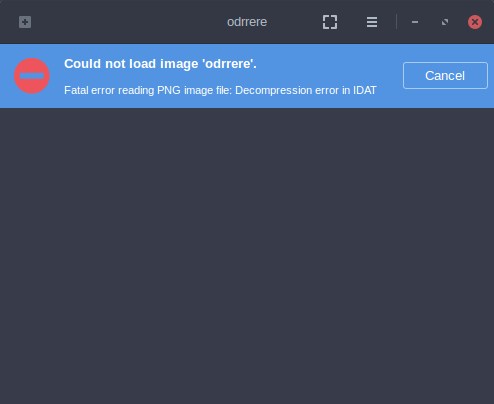 odrrere
Could not load image 'odrrere'.
Fatal error reading PNG image file: Decompression error in IDAT
Cancel